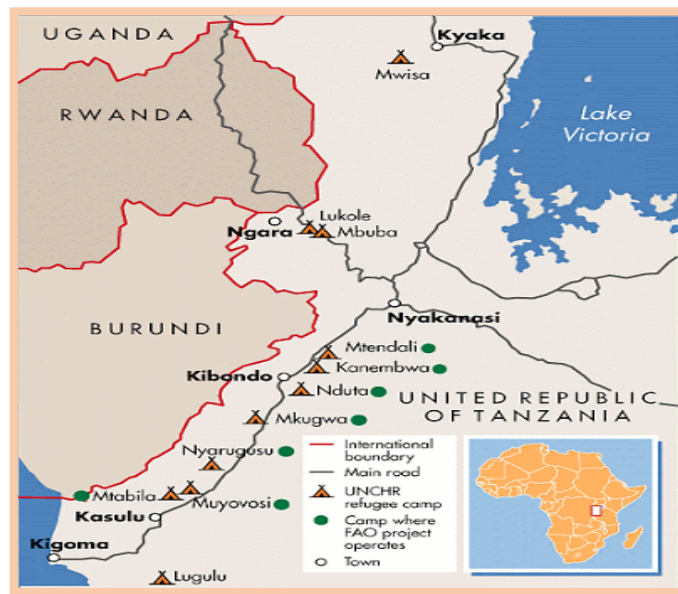 UGANDA
Kyaka
Mwisa
RWANDA
Lake
Victoria
Lukole
Ngara
Mbuba
Nyakanasi
BURUNDI
Mtendali
Kanembwa
Kibondo
Nduta
UNITED REPUBLIC
OF TANZANIA
Mkugwa
Nyarugusu
Mtabila
Muyovosi
Kasulu
Kigoma
Lugulu
International
boundary
Main road
UNCHR
refugee camp
Camp where
FAO project
operates
Town